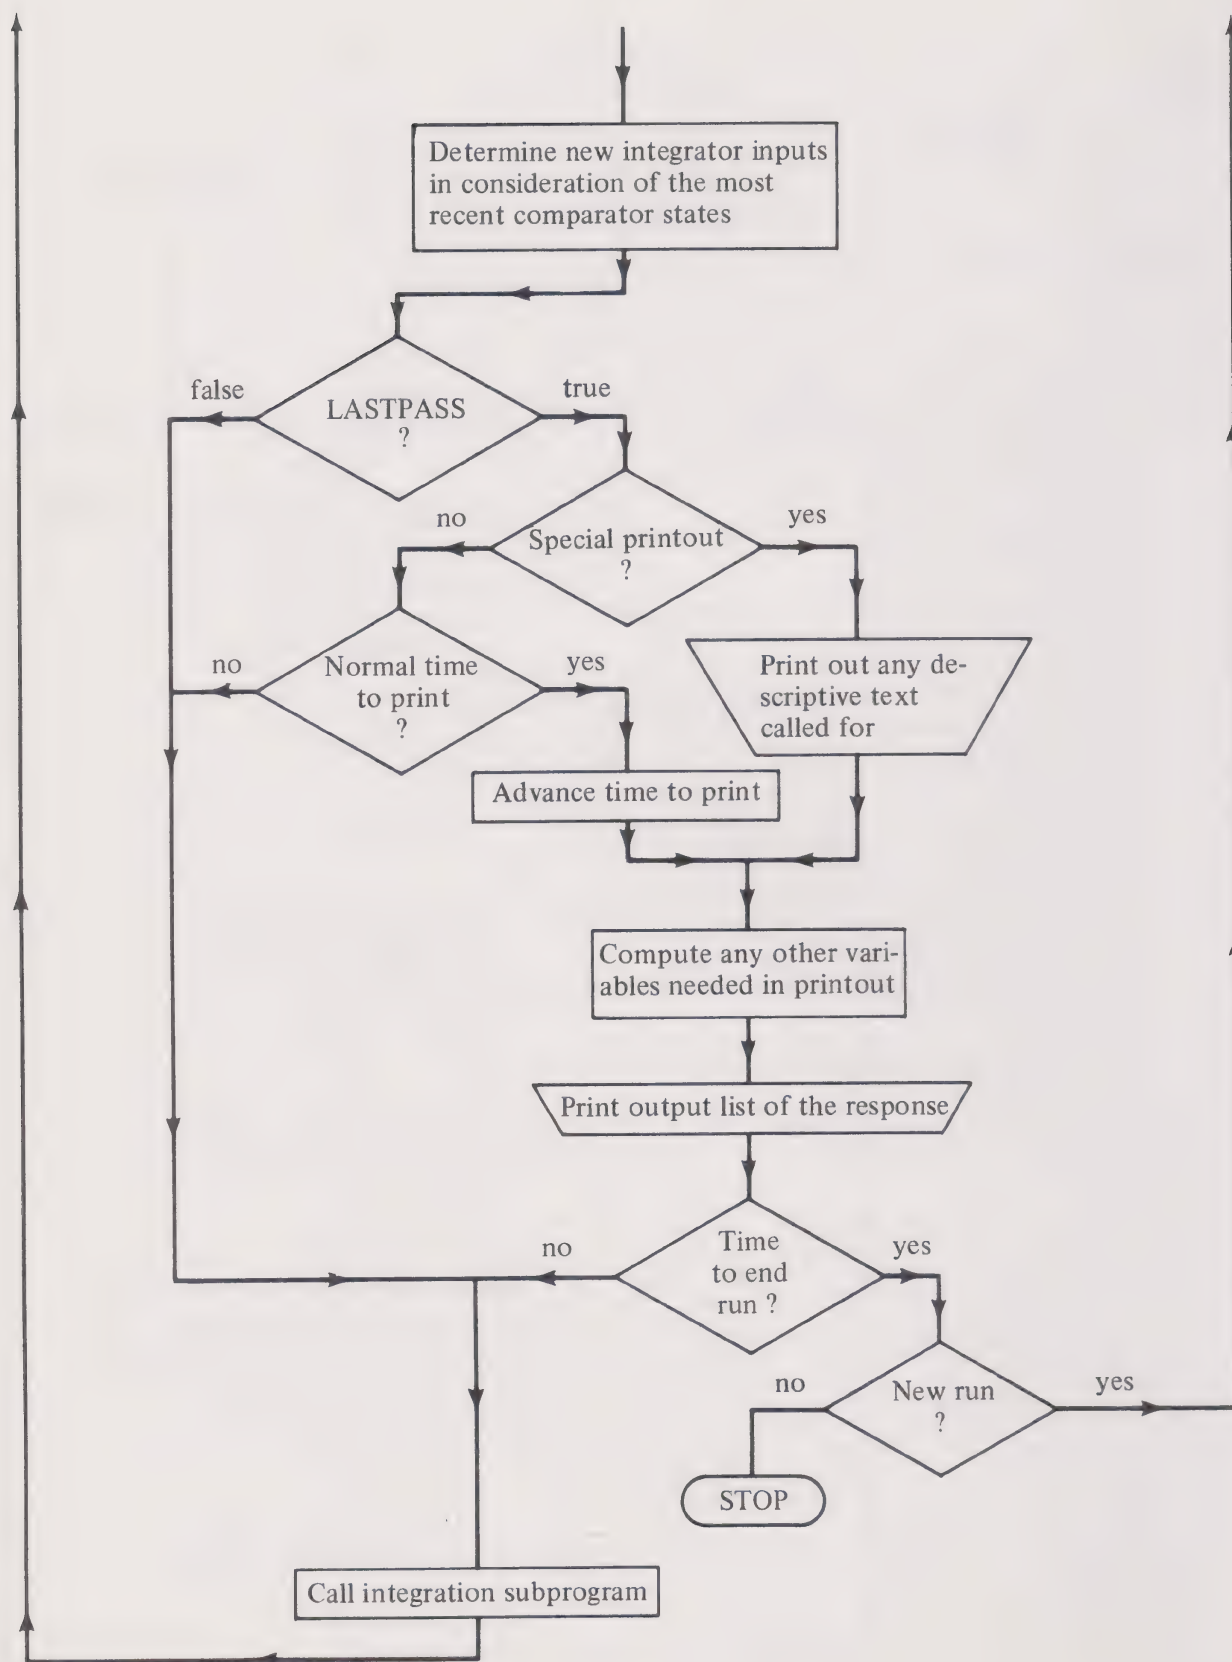 Determine new integrator inputs
in consideration of the most
recent comparator states
false
true
LASTPASS
?
no
yes
Special printout
?
no
yes
Normal time
to print
?
Print out any de-
scriptive text
called for
Advance time to print
Compute any other vari-
ables needed in printout
Print output list of the response
no
yes
Time
to end
run ?
no
yes
New run
?
STOP
Call integration subprogram